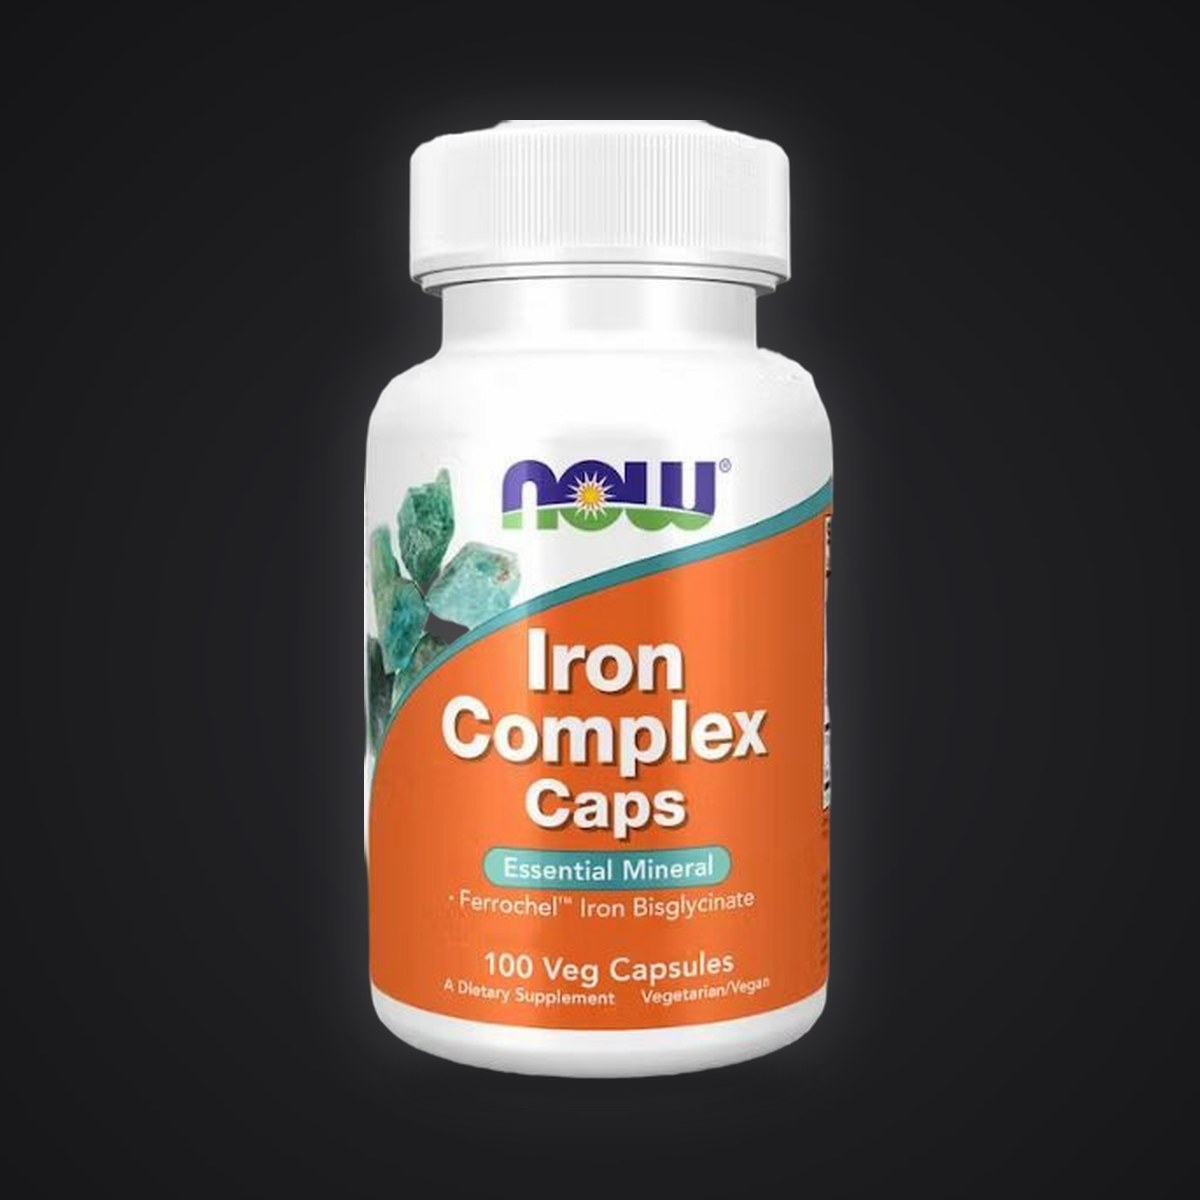 NOW®
Iron
Complex
Caps
Essential Mineral
· Ferrochel™ Iron Bisglycinate
100 Veg Capsules
A Dietary Supplement Vegetarian/Vegan